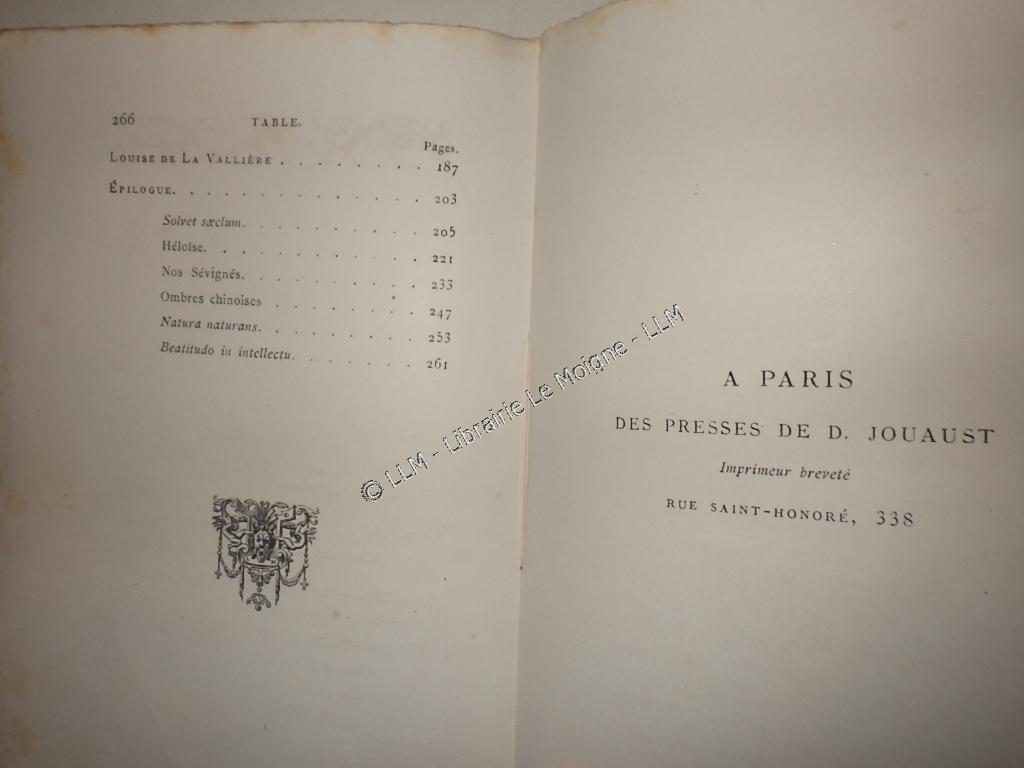 266 TABLE.
Pages.
LOUISE DE LA VALLIÈRE . . . . . . . . 187
ÉPILOGUE. . . . . . . . . . . . . 203
Solvet sæclum. . . . . . . . . . 205
Héloïse. . . . . . . . . . . . 221
Nos Sévignés. . . . . . . . . . 233
Ombres chinoises . . . . . . . . 247
Natura naturans. . . . . . . . . 253
Beatitudo in intellectu. . . . . . . 261
A PARIS
DES PRESSES DE D. JOUAUST
Imprimeur breveté
RUE SAINT-HONORÉ, 338
© LLM - Librairie Le Moigne - LLM